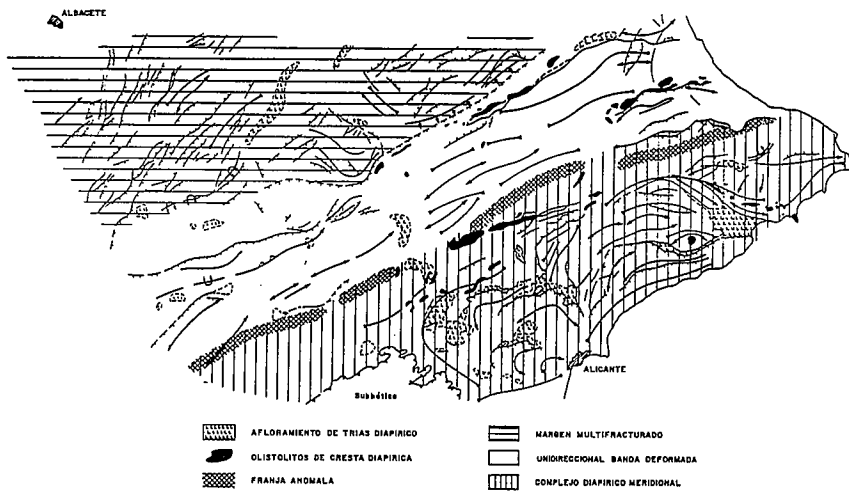 ALBACETE
ALICANTE
Subbético
AFLORAMIENTO DE TRIAS DIAPIRICO
OLISTOLITOS DE CRESTA DIAPIRICA
FRANJA ANOMALA
MARGEN MULTIFRACTURADO
UNIDIRECCIONAL BANDA DEFORMADA
COMPLEJO DIAPIRICO MERIDIONAL